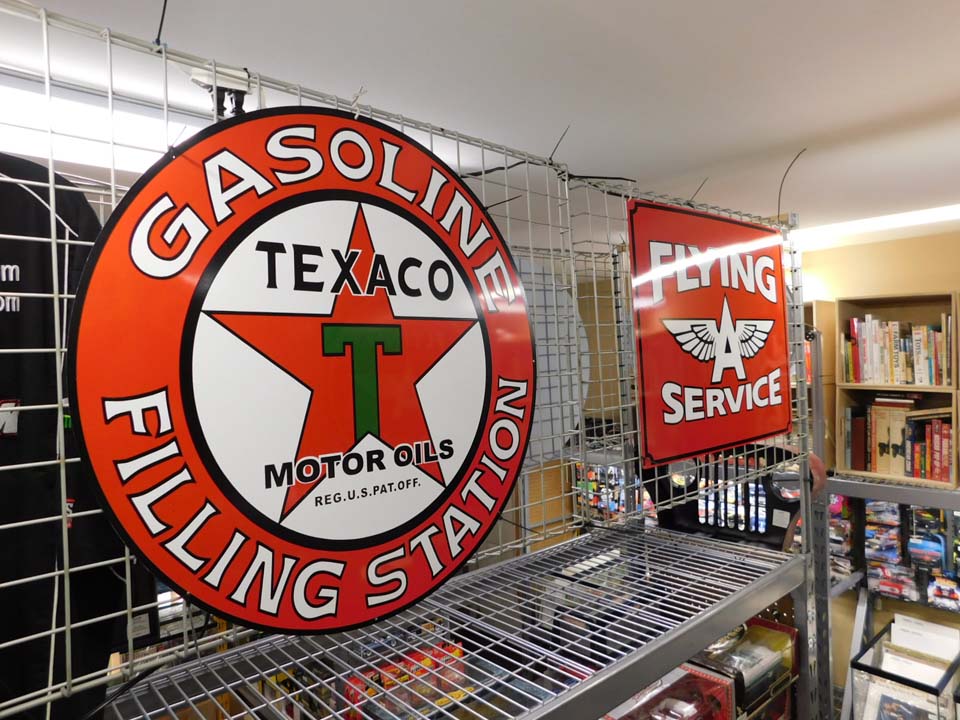 GASOLINE
TEXACO
T
MOTOR OILS
REG.U.S.PAT.OFF.
FILLING STATION
FLYING
A
SERVICE